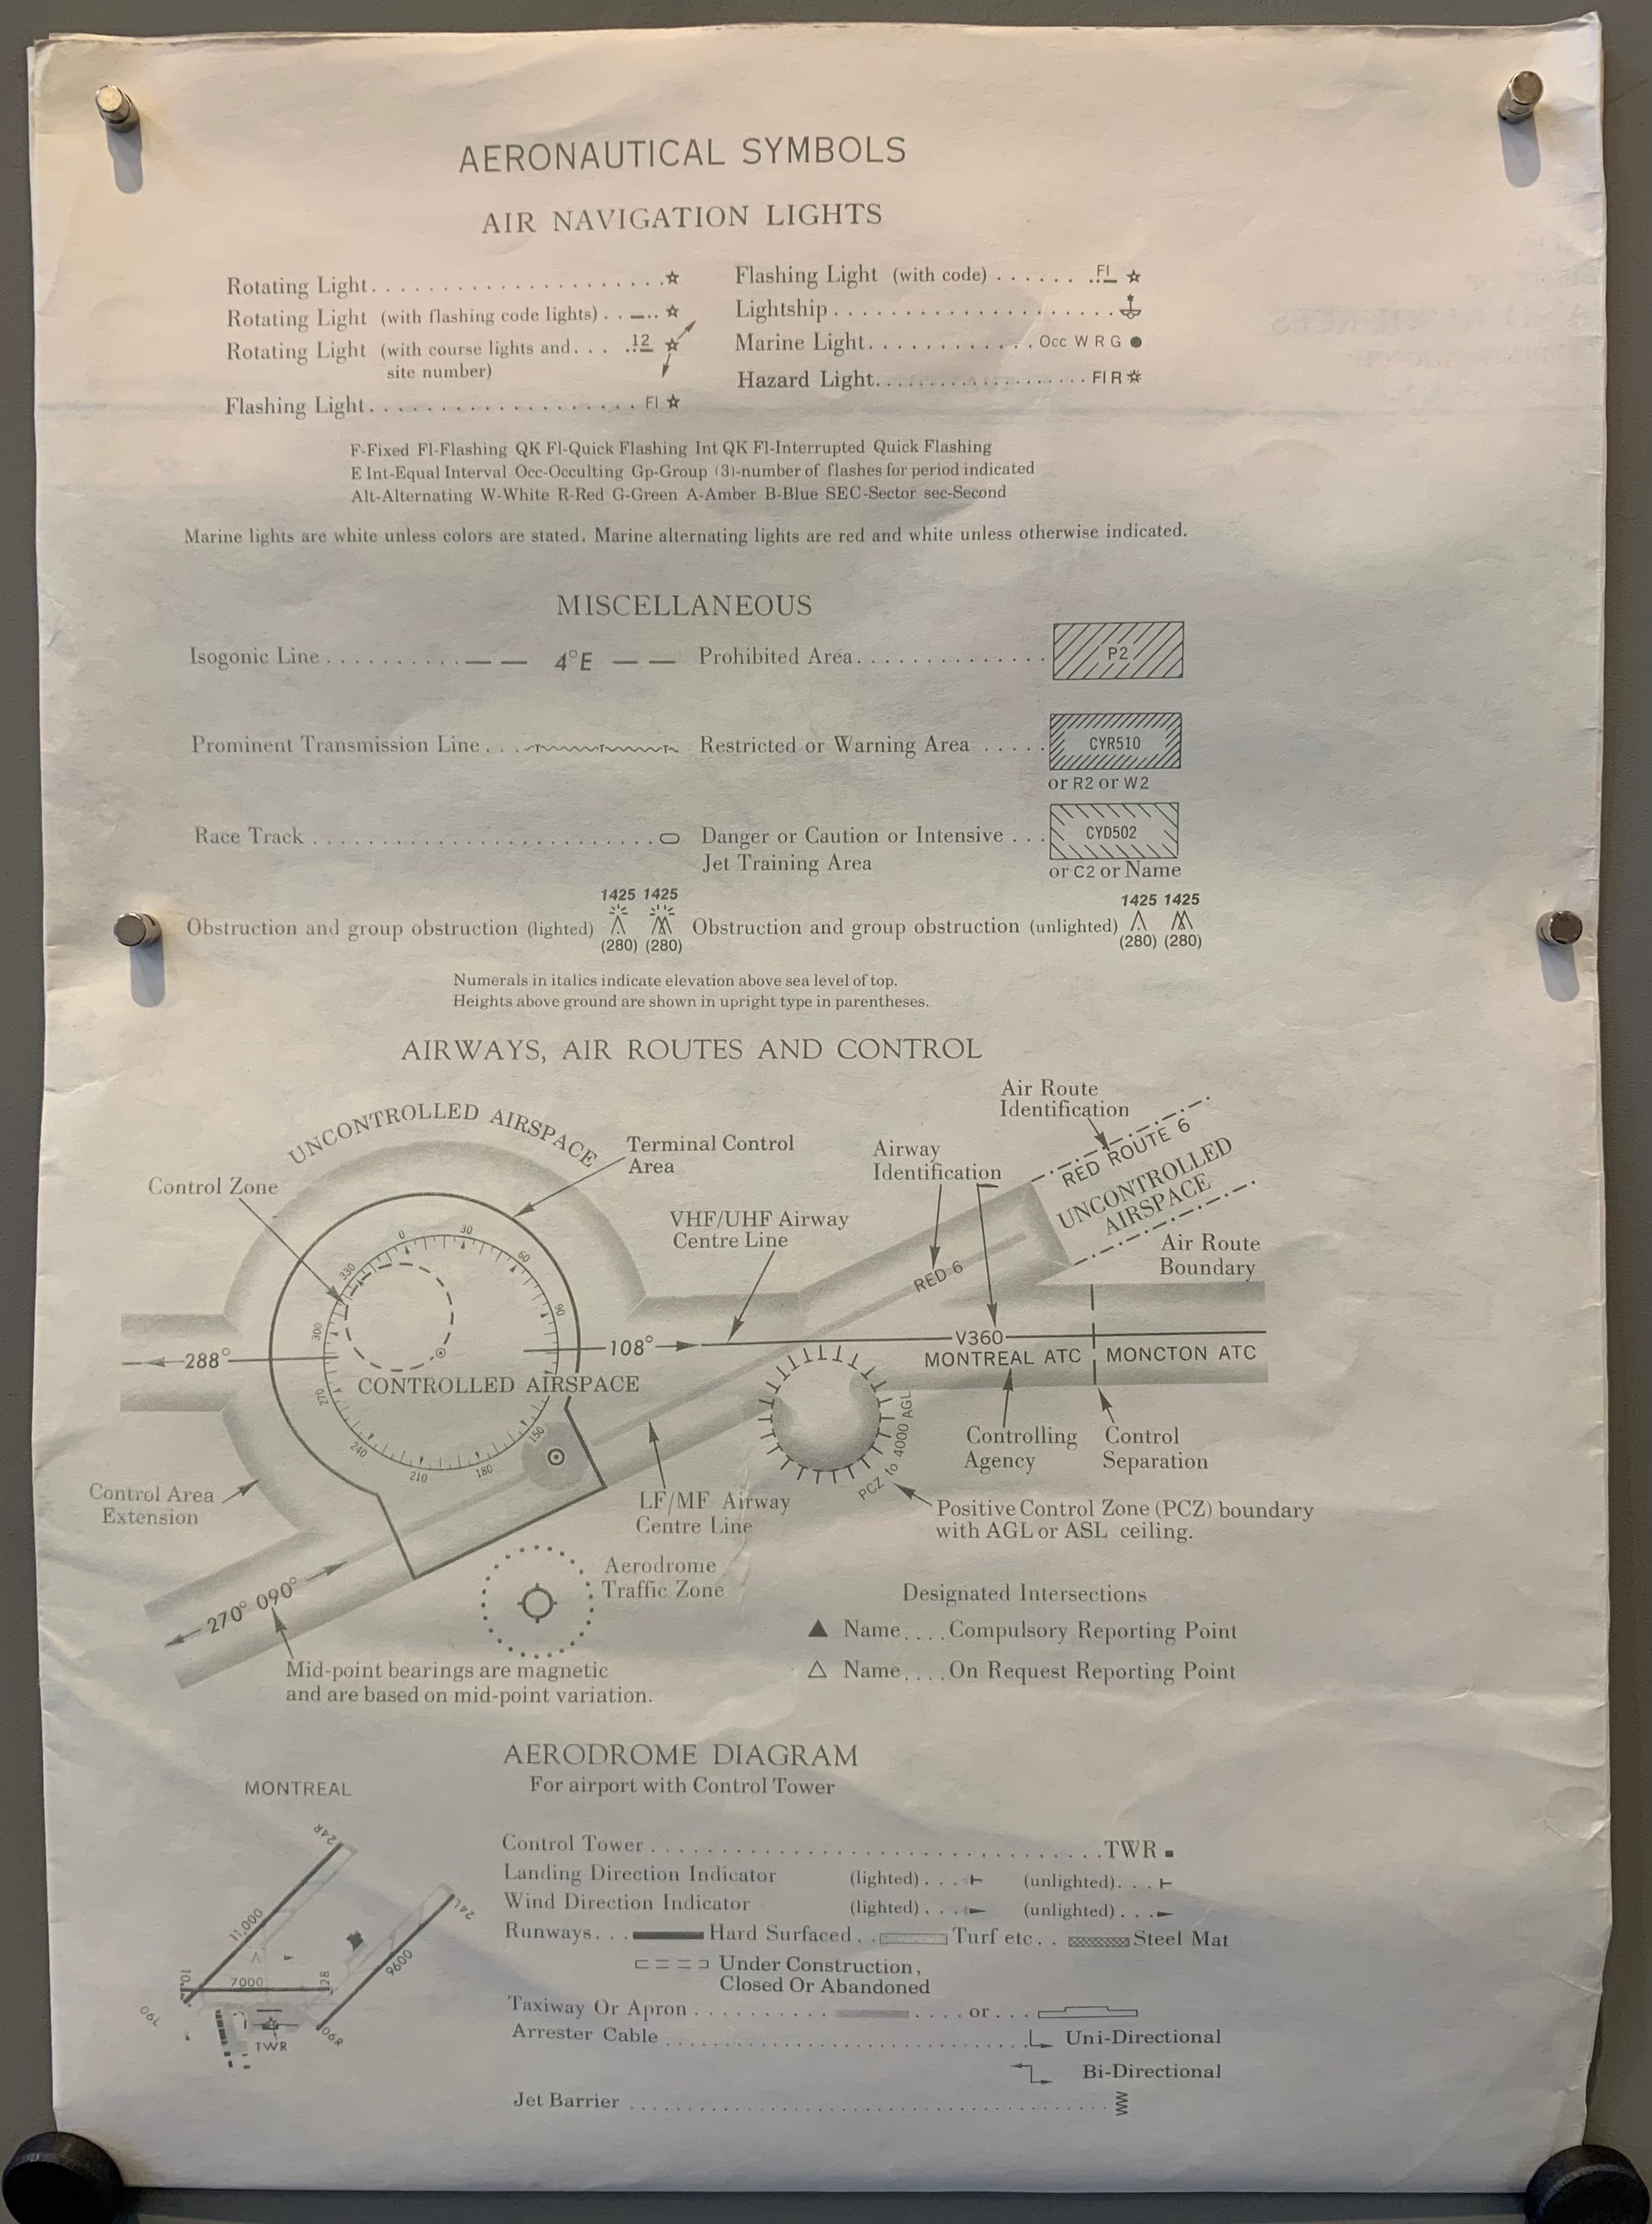 AERONAUTICAL SYMBOLS
AIR NAVIGATION LIGHTS
Rotating Light. . . . . . . . . . . . . . . . . . . . .
Rotating Light (with flashing code lights) . .
Rotating Light (with course lights and. . . 12
site number)
Flashing Light. . . . . . . . . . . . . . . . . . . Fl
Flashing Light (with code) . . . . . . . Fl
Lightship . . . . . . . . . . . . . . . . . . . .
Marine Light. . . . . . . . . . . . Occ W R G
Hazard Light. . . . . . . . . . . . . . . . . . . Fl R
F-Fixed Fl-Flashing QK Fl-Quick Flashing Int QK Fl-Interrupted Quick Flashing
E Int-Equal Interval Occ-Occulting Gp-Group (3)-number of flashes for period indicated
Alt-Alternating W-White R-Red G-Green A-Amber B-Blue SEC-Sector sec-Second
Marine lights are white unless colors are stated. Marine alternating lights are red and white unless otherwise indicated.
MISCELLANEOUS
Isogonic Line . . . . . . . . . . — — 4°E — —
Prohibited Area. . . . . . . . . . . . . . P2
Prominent Transmission Line . . .
Restricted or Warning Area . . . . . CYR510
or R2 or W2
Race Track . . . . . . . . . . . . . . . . . . . . . . . . .
Danger or Caution or Intensive . . . CYD502
Jet Training Area
or C2 or Name
1425 1425
Obstruction and group obstruction (lighted)
(280) (280)
1425 1425
Obstruction and group obstruction (unlighted)
(280) (280)
Numerals in italics indicate elevation above sea level of top.
Heights above ground are shown in upright type in parentheses.
AIRWAYS, AIR ROUTES AND CONTROL
UNCONTROLLED AIRSPACE
Terminal Control
Area
Control Zone
VHF/UHF Airway
Centre Line
Airway
Identification
Air Route
Identification
RED ROUTE 6
UNCONTROLLED
AIRSPACE
Air Route
Boundary
RED 6
0
30
60
90
150
180
210
240
270
300
330
288°
108°
V360
MONTREAL ATC
MONCTON ATC
CONTROLLED AIRSPACE
Controlling
Agency
Control
Separation
PCZ to 4000 AGL
Positive Control Zone (PCZ) boundary
with AGL or ASL ceiling.
Control Area
Extension
LF/MF Airway
Centre Line
270° 090°
Aerodrome
Traffic Zone
Mid-point bearings are magnetic
and are based on mid-point variation.
Designated Intersections
Name . . . . Compulsory Reporting Point
Name . . . . On Request Reporting Point
AERODROME DIAGRAM
For airport with Control Tower
MONTREAL
24R
24L
11,000
9600
7000
10
28
06R
TWR
Control Tower . . . . . . . . . . . . . . . . . . . . . . . . . . . . . . . TWR
Landing Direction Indicator (lighted) . . . (unlighted). . .
Wind Direction Indicator (lighted) . . . (unlighted) . . .
Runways. . . Hard Surfaced. . . Turf etc. . . Steel Mat
Under Construction,
Closed Or Abandoned
Taxiway Or Apron . . . . . . . . . . . . . . or . . .
Arrester Cable . . . . . . . . . . . . . . . . . . . . . . . . . . . . . Uni-Directional
Bi-Directional
Jet Barrier . . . . . . . . . . . . . . . . . . . . . . . . . . . . . . . . . . . .